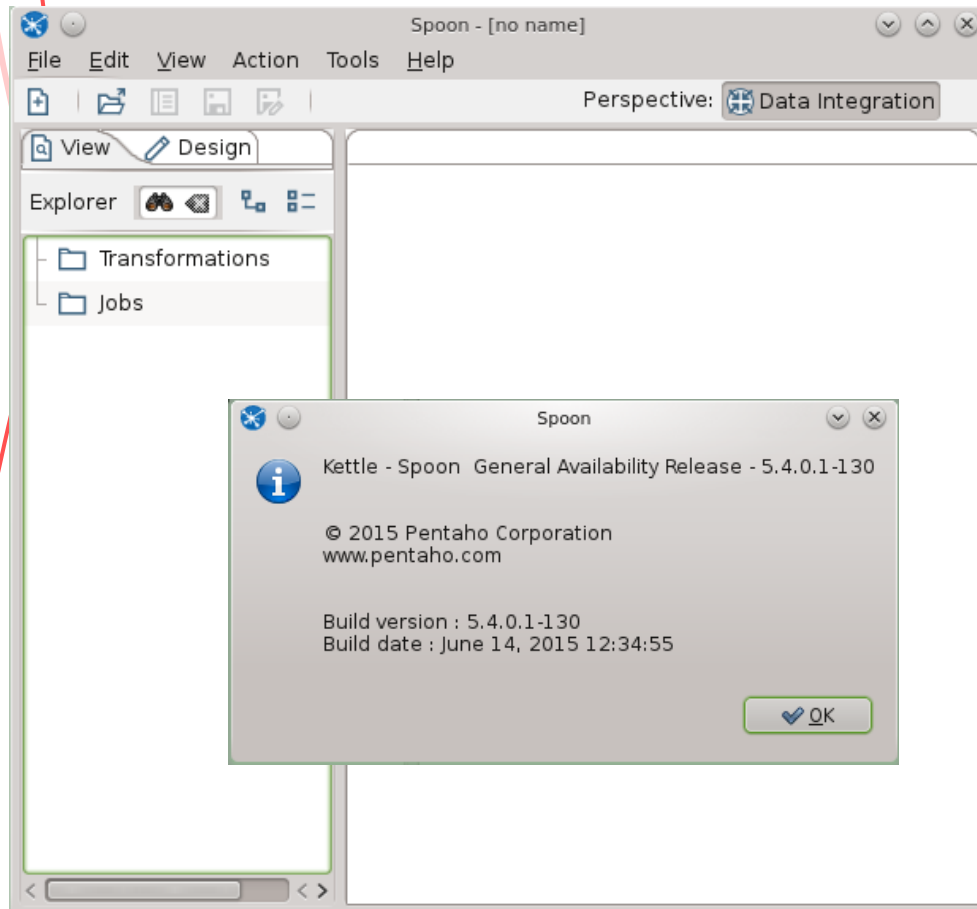 Spoon - [no name]
File Edit View Action Tools Help
Perspective: Data Integration
View Design
Explorer
Transformations
Jobs
Spoon
Kettle - Spoon  General Availability Release - 5.4.0.1-130
© 2015 Pentaho Corporation
www.pentaho.com
Build version : 5.4.0.1-130
Build date : June 14, 2015 12:34:55
OK